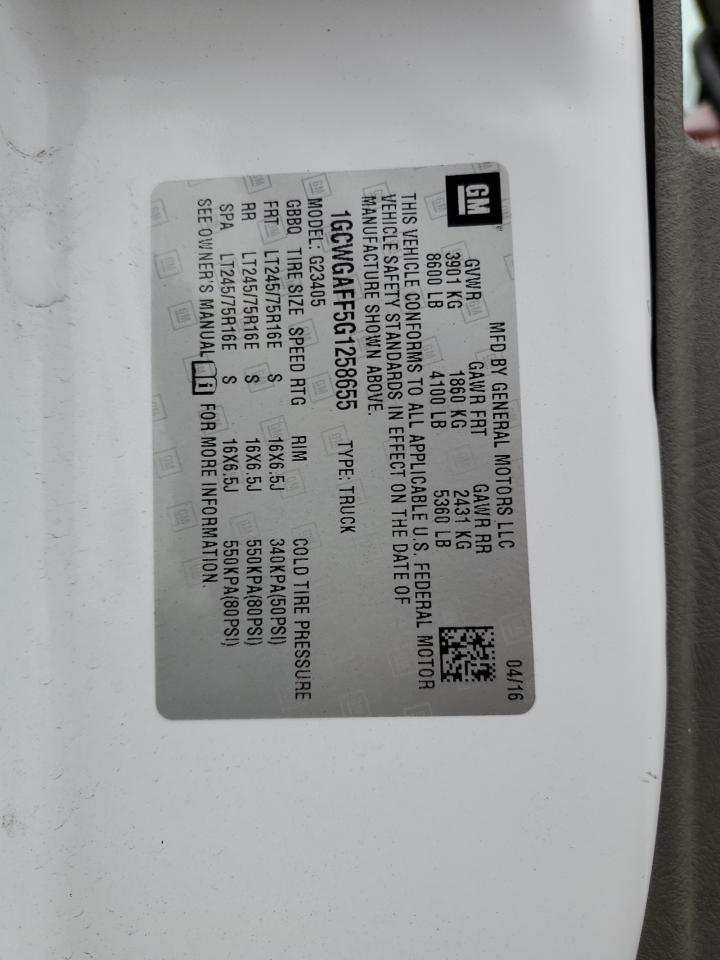 GM
MFD BY GENERAL MOTORS LLC 04/16
GVWR GAWR FRT GAWR RR
3901 KG 1860 KG 2431 KG
8600 LB 4100 LB 5360 LB
THIS VEHICLE CONFORMS TO ALL APPLICABLE U.S. FEDERAL MOTOR
VEHICLE SAFETY STANDARDS IN EFFECT ON THE DATE OF
MANUFACTURE SHOWN ABOVE.
1GCWGAFF5G1258655 TYPE: TRUCK
MODEL: G23405
GBBQ TIRE SIZE SPEED RTG RIM COLD TIRE PRESSURE
FRT LT245/75R16E S 16X6.5J 340KPA(50PSI)
RR LT245/75R16E S 16X6.5J 550KPA(80PSI)
SPA LT245/75R16E S 16X6.5J 550KPA(80PSI)
SEE OWNER'S MANUAL i FOR MORE INFORMATION.